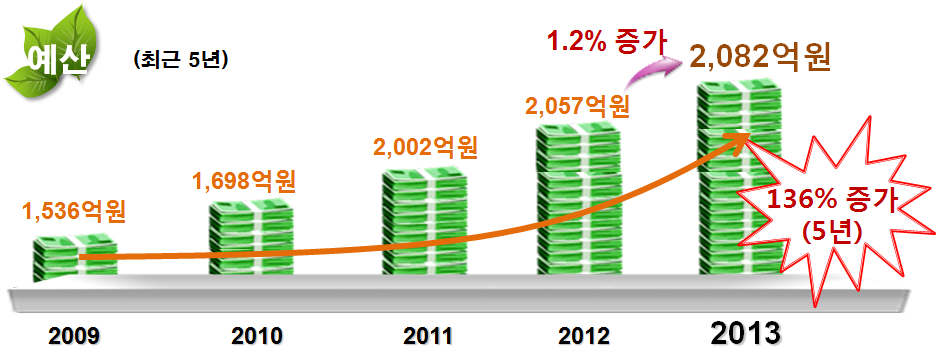 예산
(최근 5년)
1,536억원
1,698억원
2,002억원
2,057억원
1.2% 증가
2,082억원
136% 증가
(5년)
2009
2010
2011
2012
2013